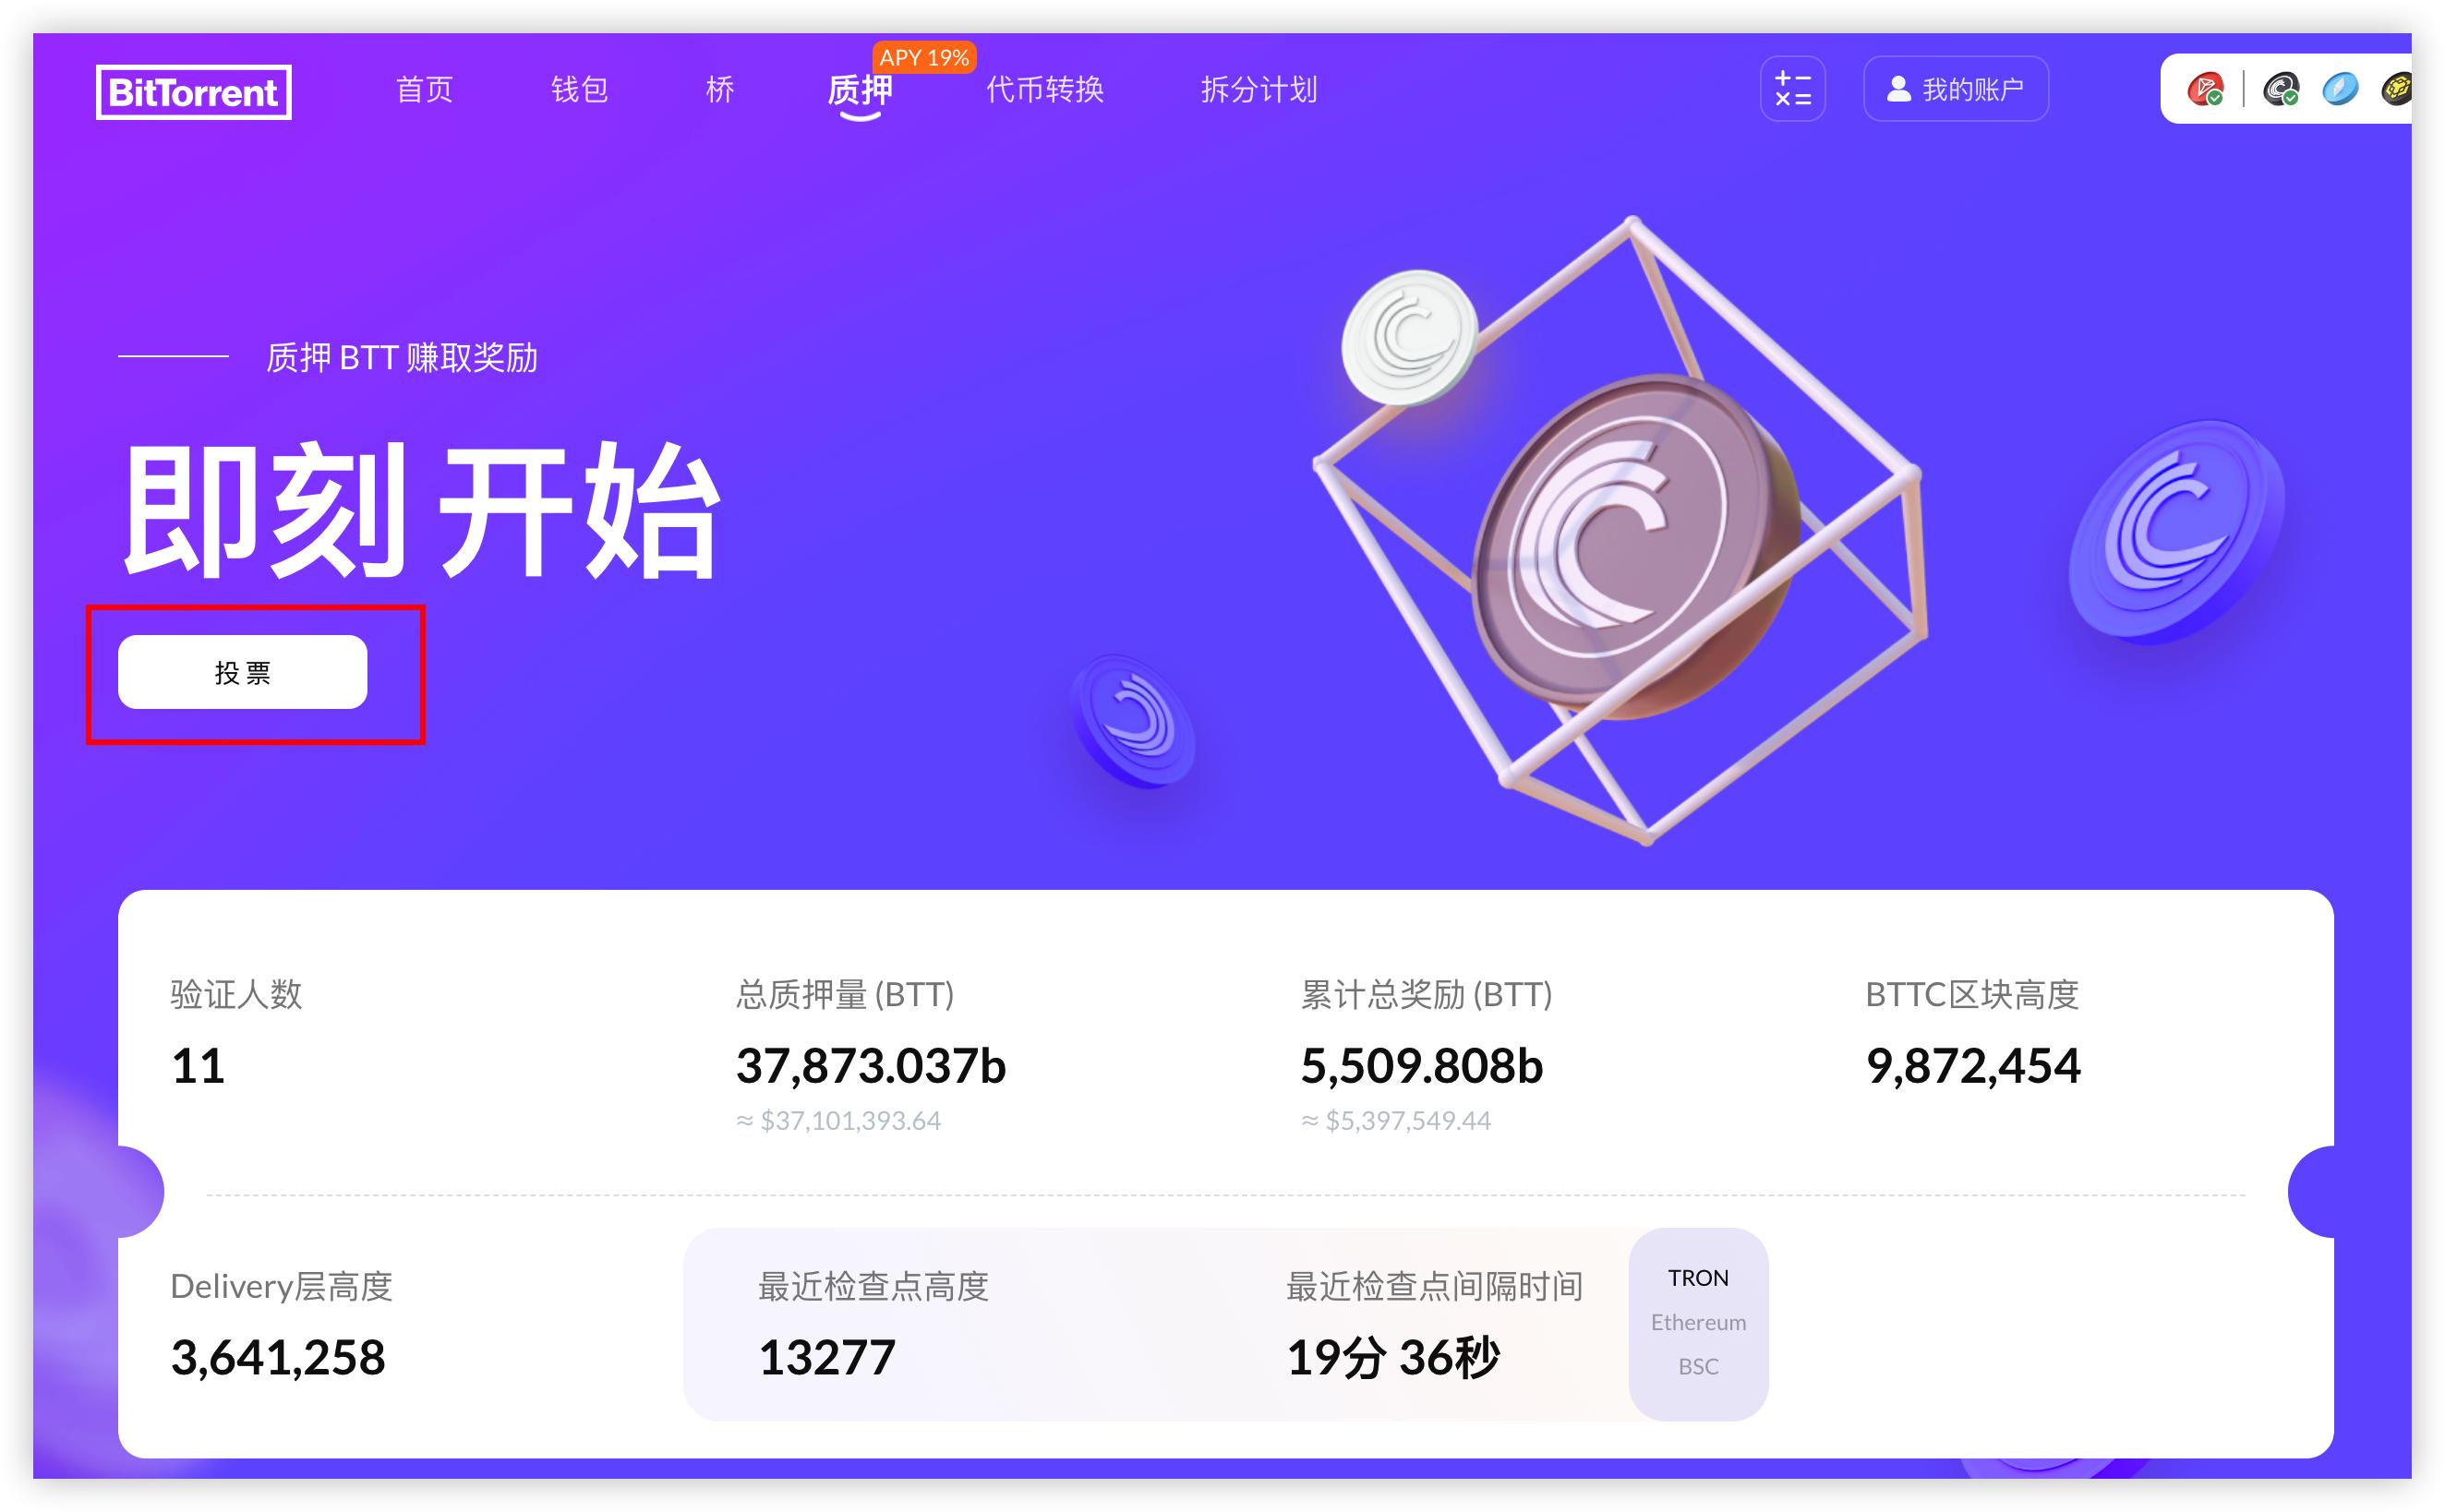 APY 19%
BitTorrent 首页 钱包 桥 质押 代币转换 拆分计划 我的账户
质押 BTT 赚取奖励
即刻 开始
投票
验证人数 总质押量 (BTT) 累计总奖励 (BTT) BTTC区块高度
11 37,873.037b 5,509.808b 9,872,454
≈ $37,101,393.64 ≈ $5,397,549.44
Delivery层高度 最近检查点高度 最近检查点间隔时间
3,641,258 13277 19分 36秒
TRON
Ethereum
BSC